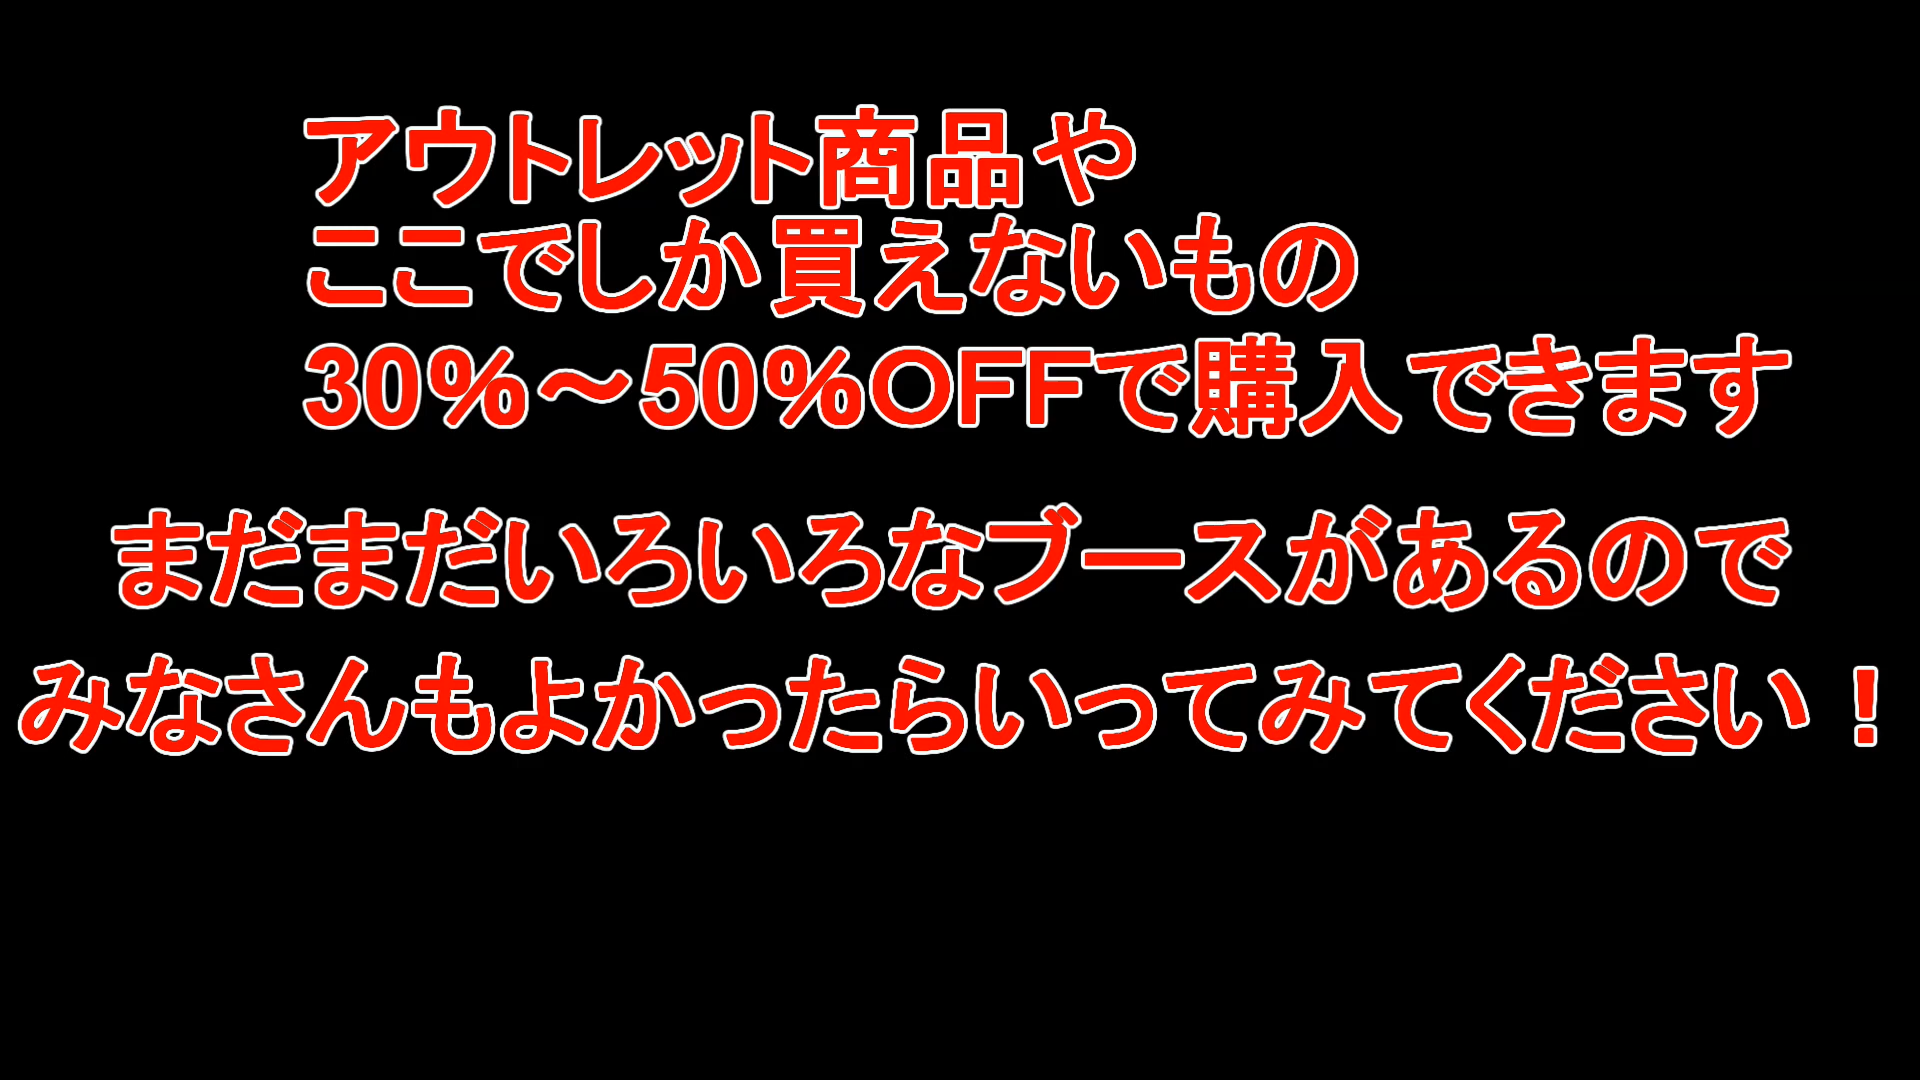 アウトレット商品や
ここでしか買えないもの
30%～50%OFFで購入できます
まだまだいろいろなブースがあるので
みなさんもよかったらいってみてください！